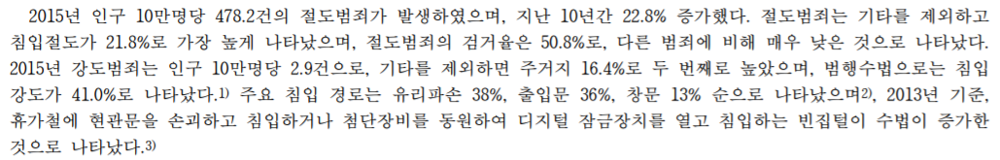 2015년 인구 10만명당 478.2건의 절도범죄가 발생하였으며, 지난 10년간 22.8% 증가했다. 절도범죄는 기타를 제외하고
침입절도가 21.8%로 가장 높게 나타났으며, 절도범죄의 검거율은 50.8%로, 다른 범죄에 비해 매우 낮은 것으로 나타났다.
2015년 강도범죄는 인구 10만명당 2.9건으로, 기타를 제외하면 주거지 16.4%로 두 번째로 높았으며, 범행수법으로는 침입
강도가 41.0%로 나타났다.1) 주요 침입 경로는 유리파손 38%, 출입문 36%, 창문 13% 순으로 나타났으며2), 2013년 기준,
휴가철에 현관문을 손괴하고 침입하거나 첨단장비를 동원하여 디지털 잠금장치를 열고 침입하는 빈집털이 수법이 증가한
것으로 나타났다.3)